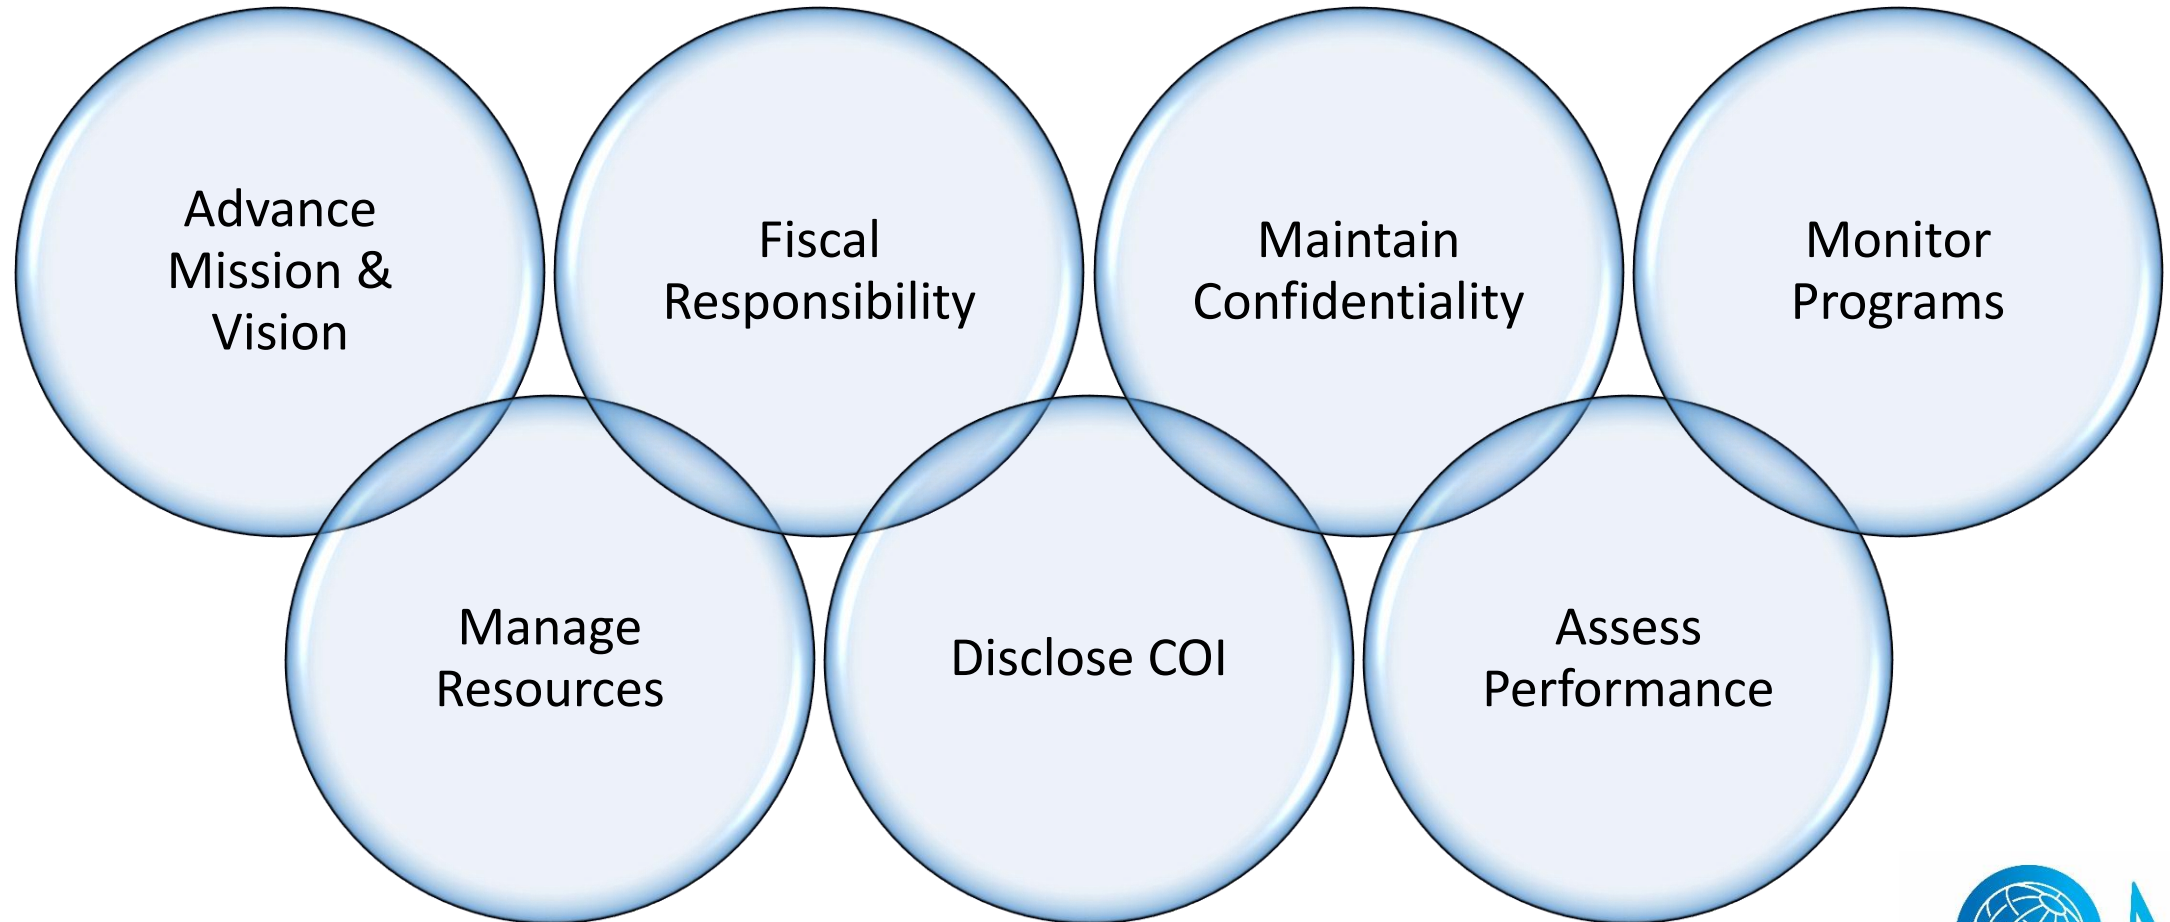 Advance
Mission &
Vision
Fiscal
Responsibility
Maintain
Confidentiality
Monitor
Programs
Manage
Resources
Disclose COI
Assess
Performance